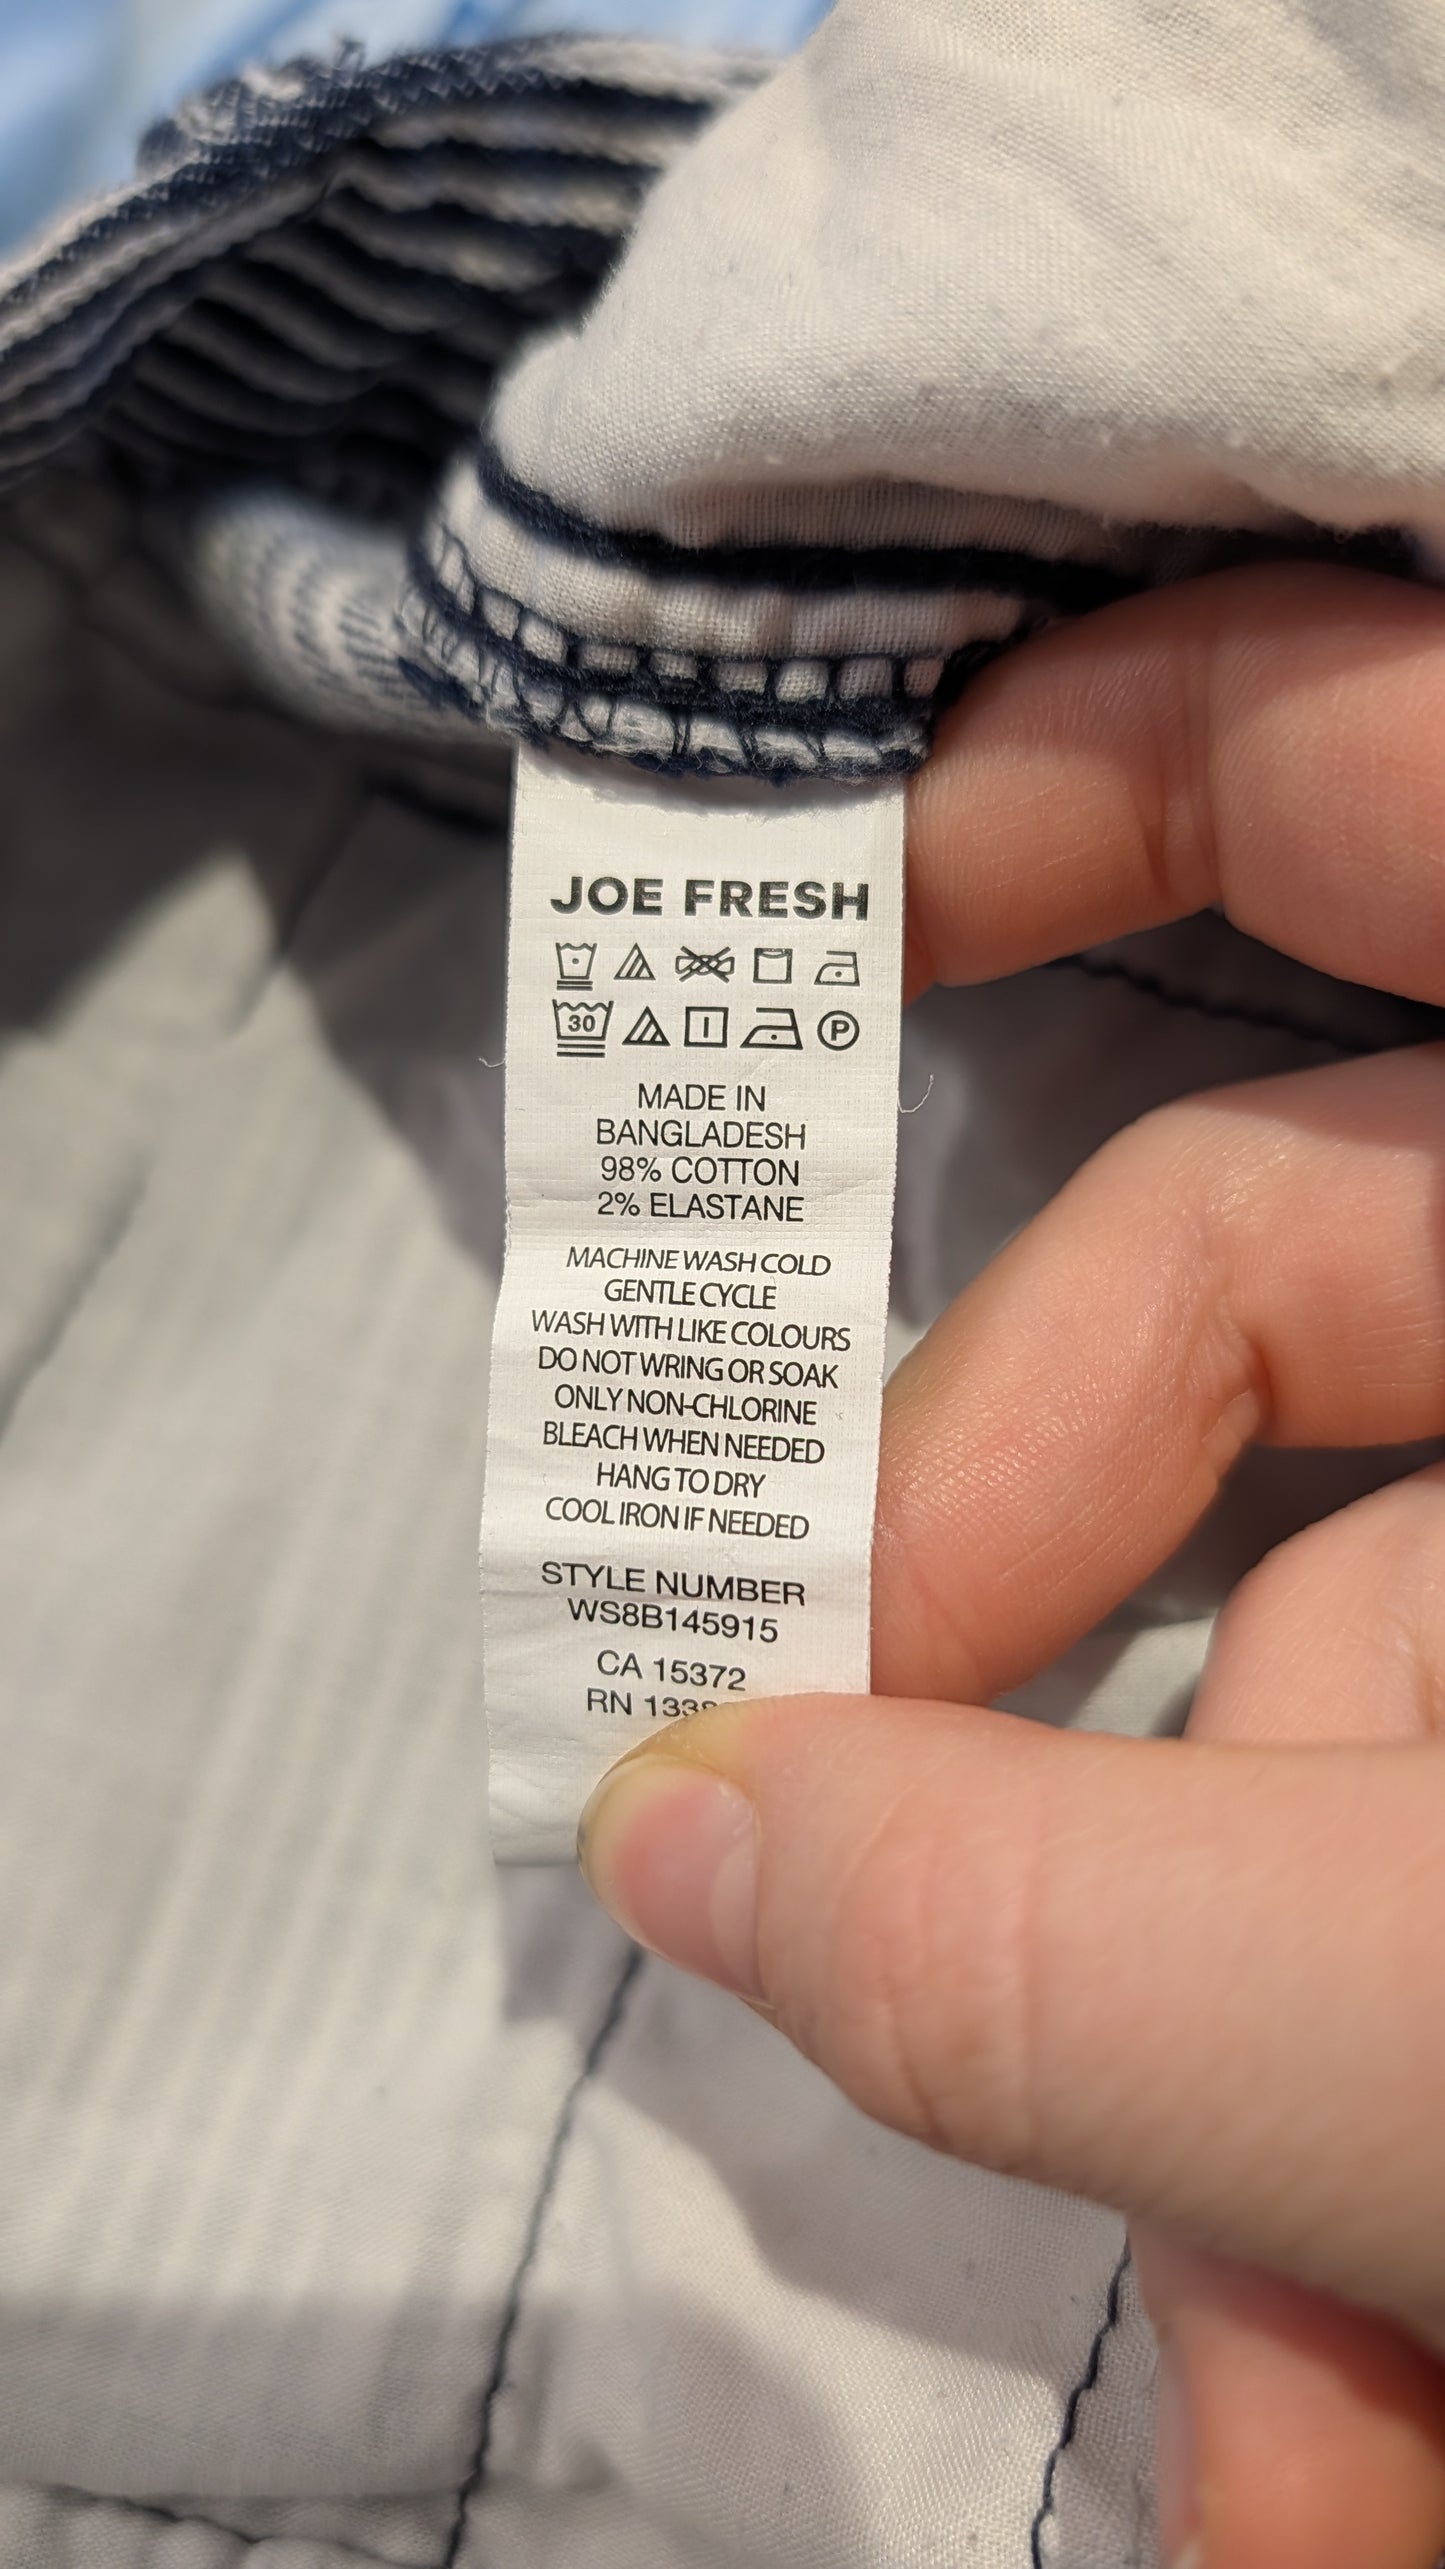 JOE FRESH
30 P
MADE IN
BANGLADESH
98% COTTON
2% ELASTANE
MACHINE WASH COLD
GENTLE CYCLE
WASH WITH LIKE COLOURS
DO NOT WRING OR SOAK
ONLY NON-CHLORINE
BLEACH WHEN NEEDED
HANG TO DRY
COOL IRON IF NEEDED
STYLE NUMBER
WS8B145915
CA 15372
RN